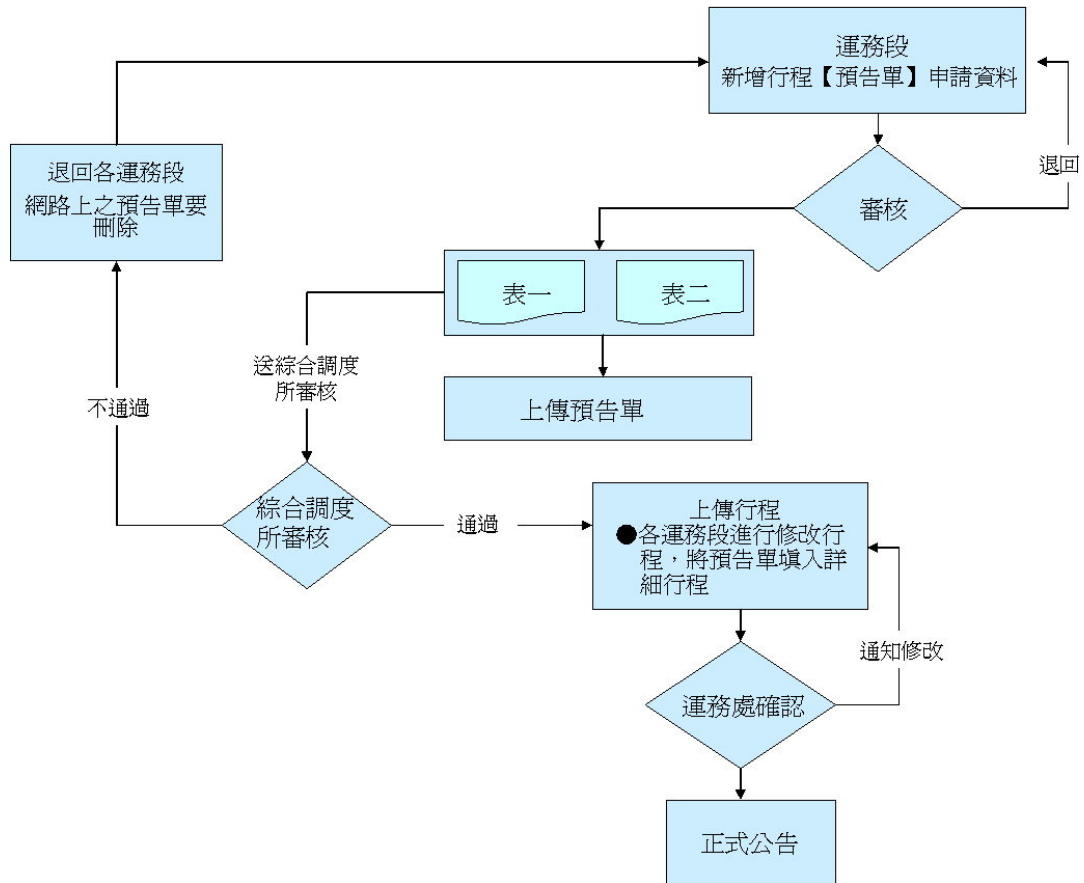 運務段
新增行程【預告單】申請資料
退回各運務段
網路上之預告單要
刪除
退回
審核
表一
表二
送綜合調度
所審核
上傳預告單
不通過
綜合調度
所審核
通過
上傳行程
●各運務段進行修改行
程，將預告單填入詳
細行程
通知修改
運務處確認
正式公告